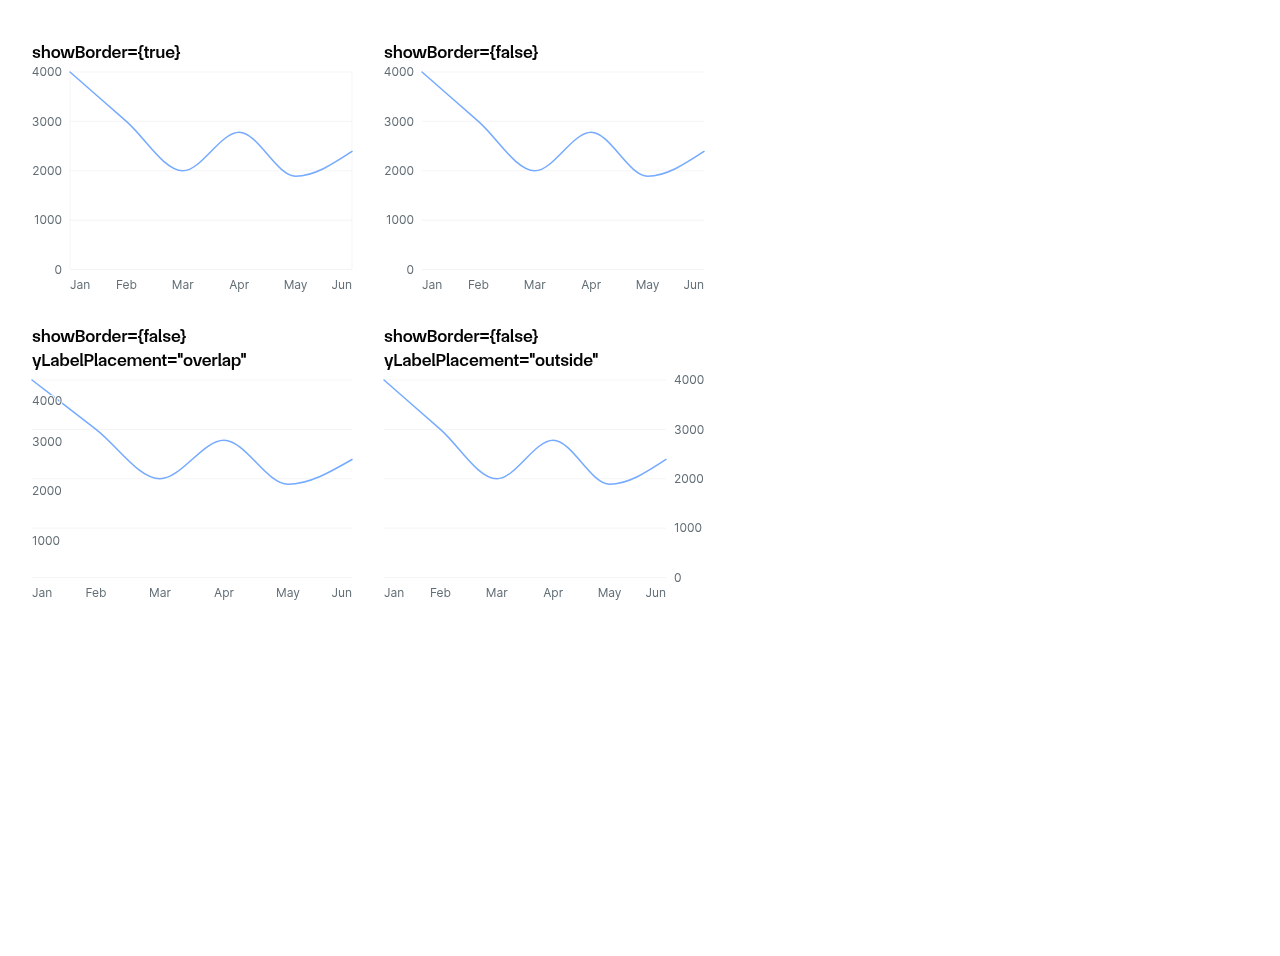 showBorder={true}
4000
3000
2000
1000
0
Jan Feb Mar Apr May Jun
showBorder={false}
4000
3000
2000
1000
0
Jan Feb Mar Apr May Jun
showBorder={false}
yLabelPlacement="overlap"
4000
3000
2000
1000
Jan Feb Mar Apr May Jun
showBorder={false}
yLabelPlacement="outside"
4000
3000
2000
1000
0
Jan Feb Mar Apr May Jun